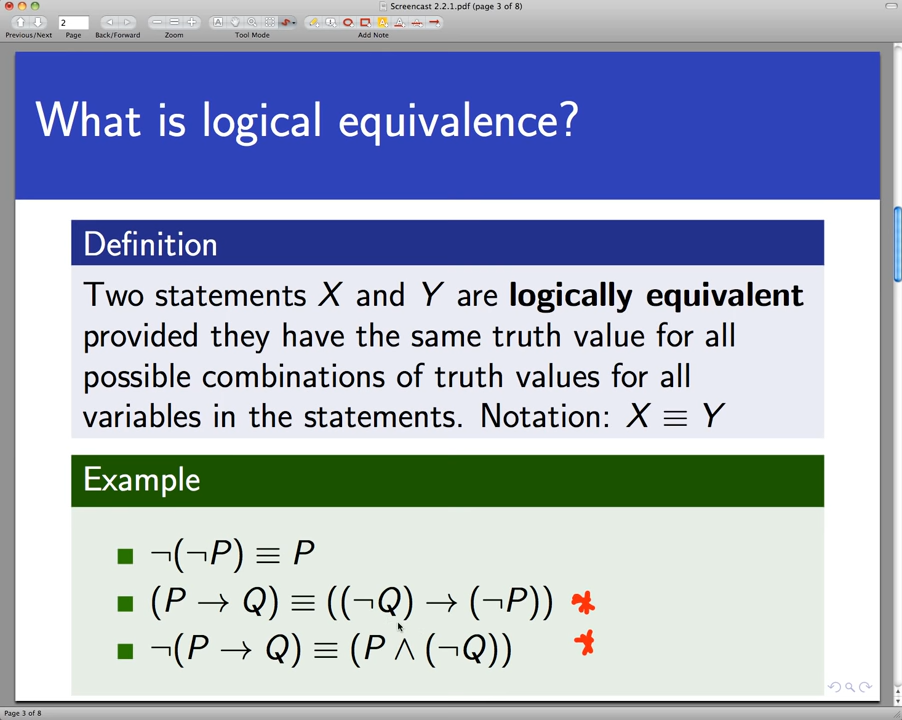 Screencast 2.2.1.pdf (page 3 of 8)
2
Previous/Next Page Back/Forward Zoom Tool Mode Add Note
What is logical equivalence?
Definition
Two statements X and Y are logically equivalent
provided they have the same truth value for all
possible combinations of truth values for all
variables in the statements. Notation: X ≡ Y
Example
¬(¬P) ≡ P
(P → Q) ≡ ((¬Q) → (¬P))
¬(P → Q) ≡ (P ∧ (¬Q))
Page 3 of 8